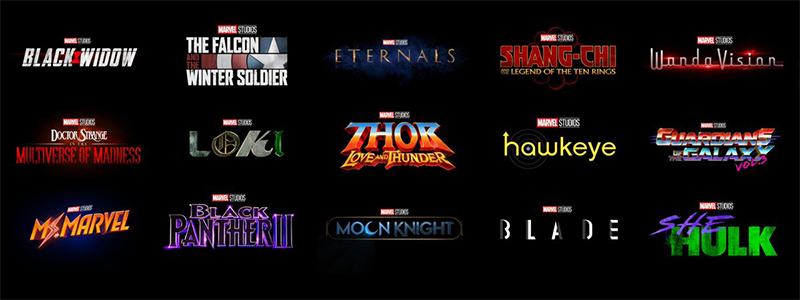 MARVEL STUDIOS
BLACK WIDOW
MARVEL STUDIOS
THE FALCON
AND THE
WINTER SOLDIER
MARVEL STUDIOS
ETERNALS
MARVEL STUDIOS
SHANG-CHI
AND THE LEGEND OF THE TEN RINGS
MARVEL STUDIOS
WandaVision
MARVEL STUDIOS
DOCTOR STRANGE
IN THE
MULTIVERSE OF MADNESS
MARVEL STUDIOS
LOKI
MARVEL STUDIOS
THOR
LOVE AND THUNDER
MARVEL STUDIOS
hawkeye
MARVEL STUDIOS
GUARDIANS
OF THE GALAXY
VOL. 3
MARVEL STUDIOS
MS. MARVEL
MARVEL STUDIOS
BLACK
PANTHER II
MARVEL STUDIOS
MOON KNIGHT
MARVEL STUDIOS
BLADE
MARVEL STUDIOS
SHE
HULK